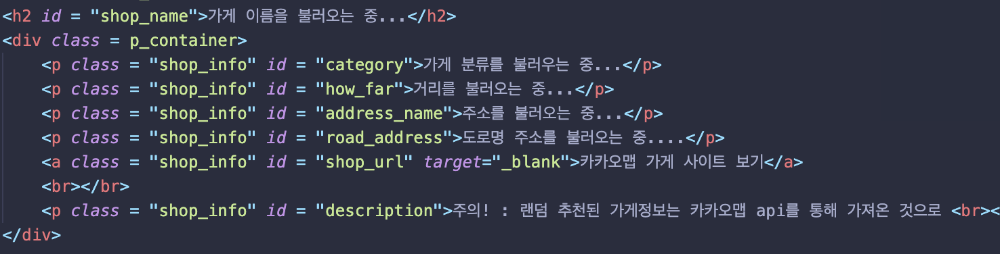 <h2 id = "shop_name">가게 이름을 불러오는 중...</h2>
<div class = p_container>
<p class = "shop_info" id = "category">가게 분류를 불러우는 중...</p>
<p class = "shop_info" id = "how_far">거리를 불러오는 중...</p>
<p class = "shop_info" id = "address_name">주소를 불러오는 중...</p>
<p class = "shop_info" id = "road_address">도로명 주소를 불러오는 중....</p>
<a class = "shop_info" id = "shop_url" target="_blank">카카오맵 가게 사이트 보기</a>
<br></br>
<p class = "shop_info" id = "description">주의! : 랜덤 추천된 가게정보는 카카오맵 api를 통해 가져온 것으로 <br><
</div>